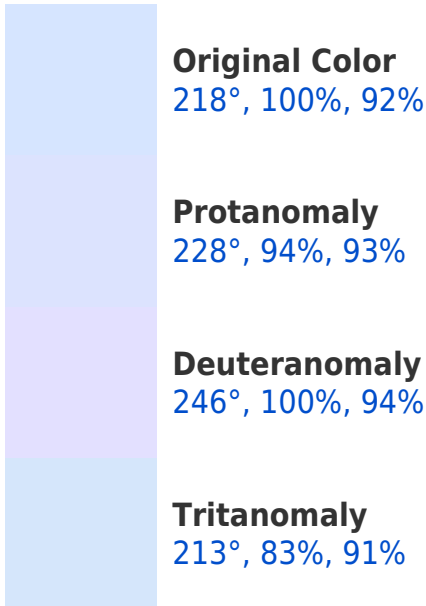 Original Color
218°, 100%, 92%
Protanomaly
228°, 94%, 93%
Deuteranomaly
246°, 100%, 94%
Tritanomaly
213°, 83%, 91%